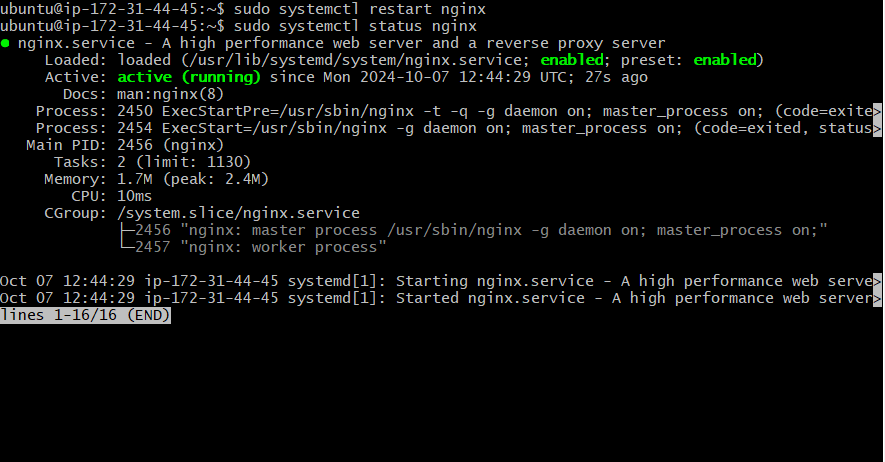 ubuntu@ip-172-31-44-45:~$ sudo systemctl restart nginx
ubuntu@ip-172-31-44-45:~$ sudo systemctl status nginx
● nginx.service - A high performance web server and a reverse proxy server
     Loaded: loaded (/usr/lib/systemd/system/nginx.service; enabled; preset: enabled)
     Active: active (running) since Mon 2024-10-07 12:44:29 UTC; 27s ago
       Docs: man:nginx(8)
    Process: 2450 ExecStartPre=/usr/sbin/nginx -t -q -g daemon on; master_process on; (code=exite>
    Process: 2454 ExecStart=/usr/sbin/nginx -g daemon on; master_process on; (code=exited, status>
   Main PID: 2456 (nginx)
      Tasks: 2 (limit: 1130)
     Memory: 1.7M (peak: 2.4M)
        CPU: 10ms
     CGroup: /system.slice/nginx.service
             ├─2456 "nginx: master process /usr/sbin/nginx -g daemon on; master_process on;"
             └─2457 "nginx: worker process"
Oct 07 12:44:29 ip-172-31-44-45 systemd[1]: Starting nginx.service - A high performance web serve>
Oct 07 12:44:29 ip-172-31-44-45 systemd[1]: Started nginx.service - A high performance web server>
lines 1-16/16 (END)